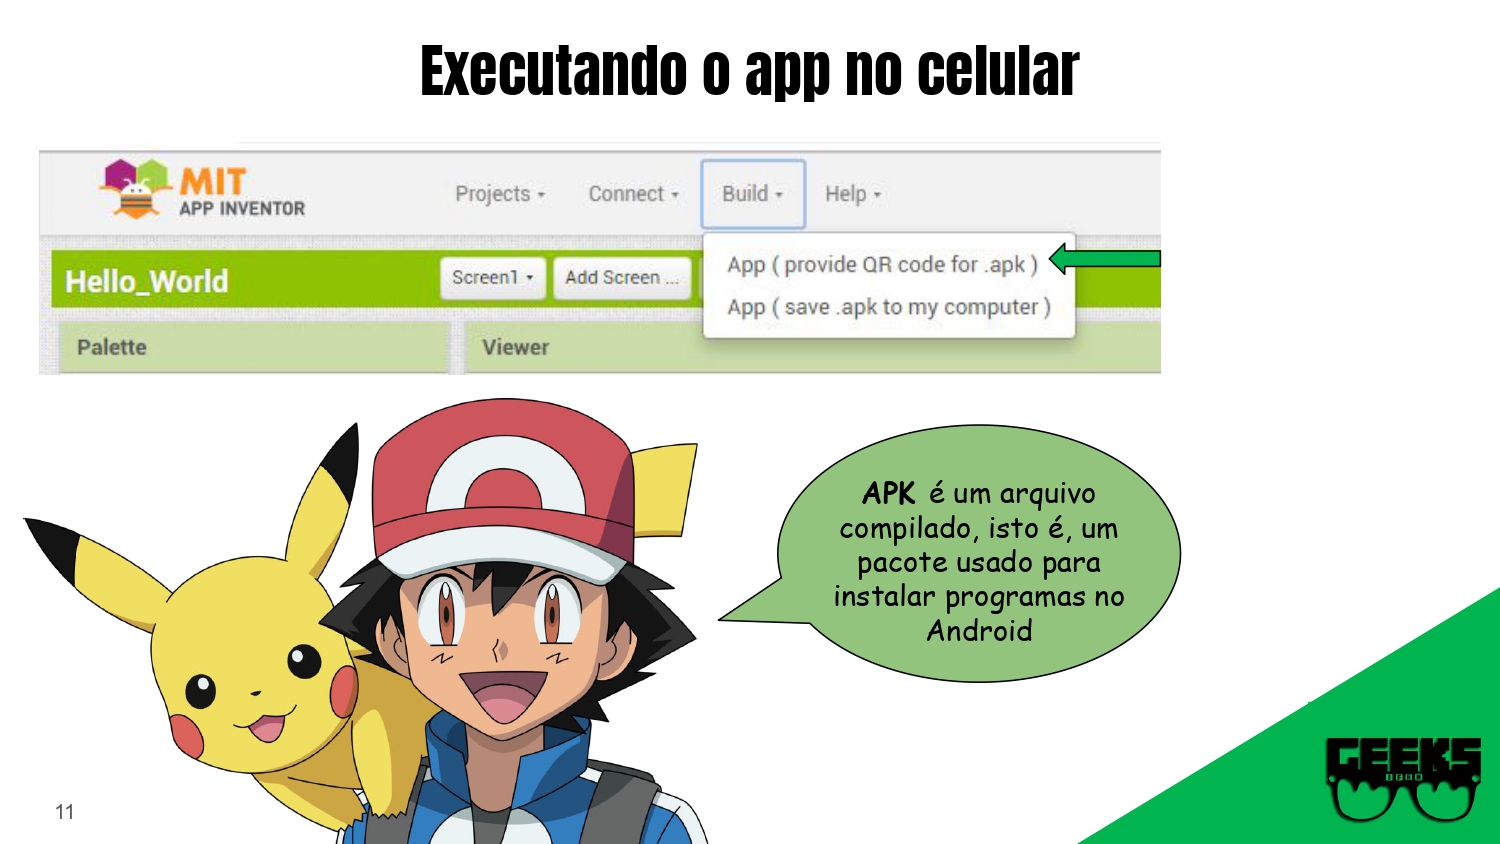 Executando o app no celular
MIT
APP INVENTOR
Projects
Connect
Build
Help
App ( provide QR code for .apk )
App ( save .apk to my computer )
Hello_World
Screen1
Add Screen ...
Palette
Viewer
APK é um arquivo
compilado, isto é, um
pacote usado para
instalar programas no
Android
GEEKS
11